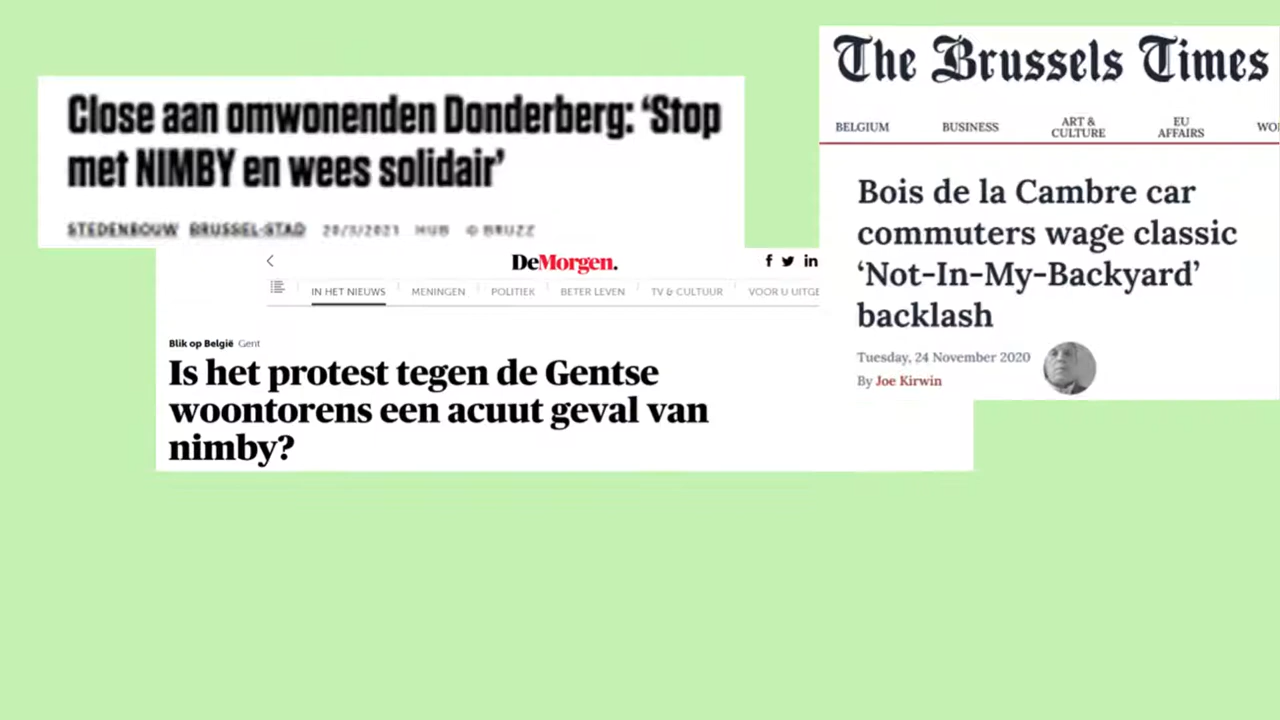 Close aan omwonenden Donderberg: ‘Stop
met NIMBY en wees solidair’
STEDENBOUW BRUSSEL-STAD 20/3/2021 HUB © BRUZZ
The Brussels Times
BELGIUM BUSINESS ART & CULTURE EU AFFAIRS
Bois de la Cambre car
commuters wage classic
‘Not-In-My-Backyard’
backlash
Tuesday, 24 November 2020
By Joe Kirwin
DeMorgen.
IN HET NIEUWS MENINGEN POLITIEK BETER LEVEN TV & CULTUUR VOOR U UITGE
Blik op België Gent
Is het protest tegen de Gentse
woontorens een acuut geval van
nimby?